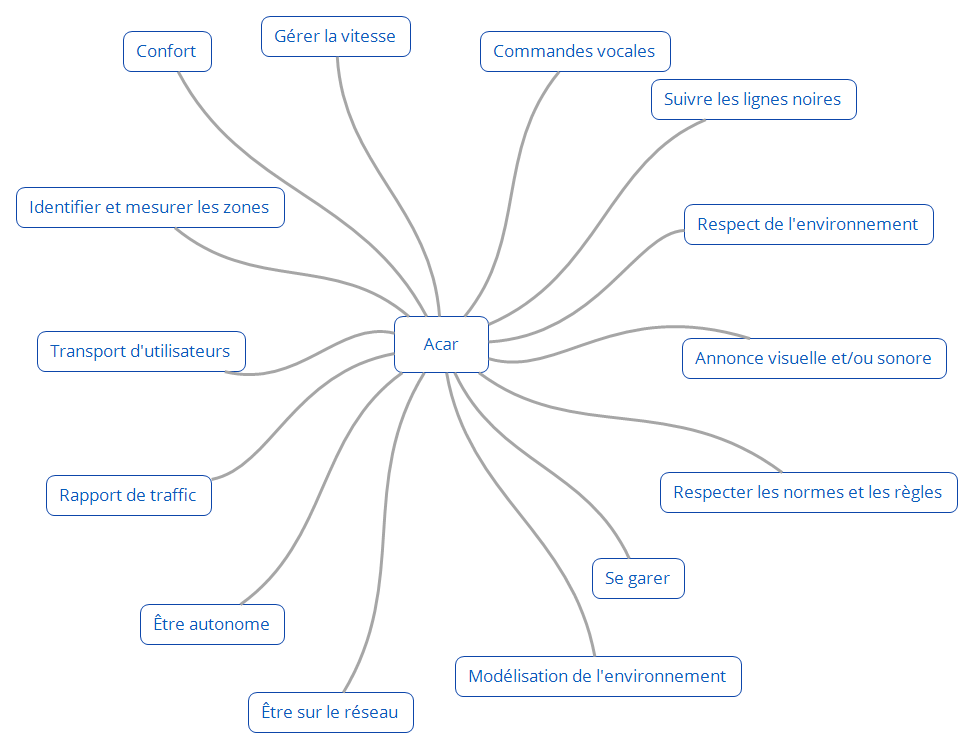 Gérer la vitesse
Confort
Commandes vocales
Suivre les lignes noires
Identifier et mesurer les zones
Respect de l'environnement
Acar
Transport d'utilisateurs
Annonce visuelle et/ou sonore
Rapport de traffic
Respecter les normes et les règles
Se garer
Être autonome
Modélisation de l'environnement
Être sur le réseau